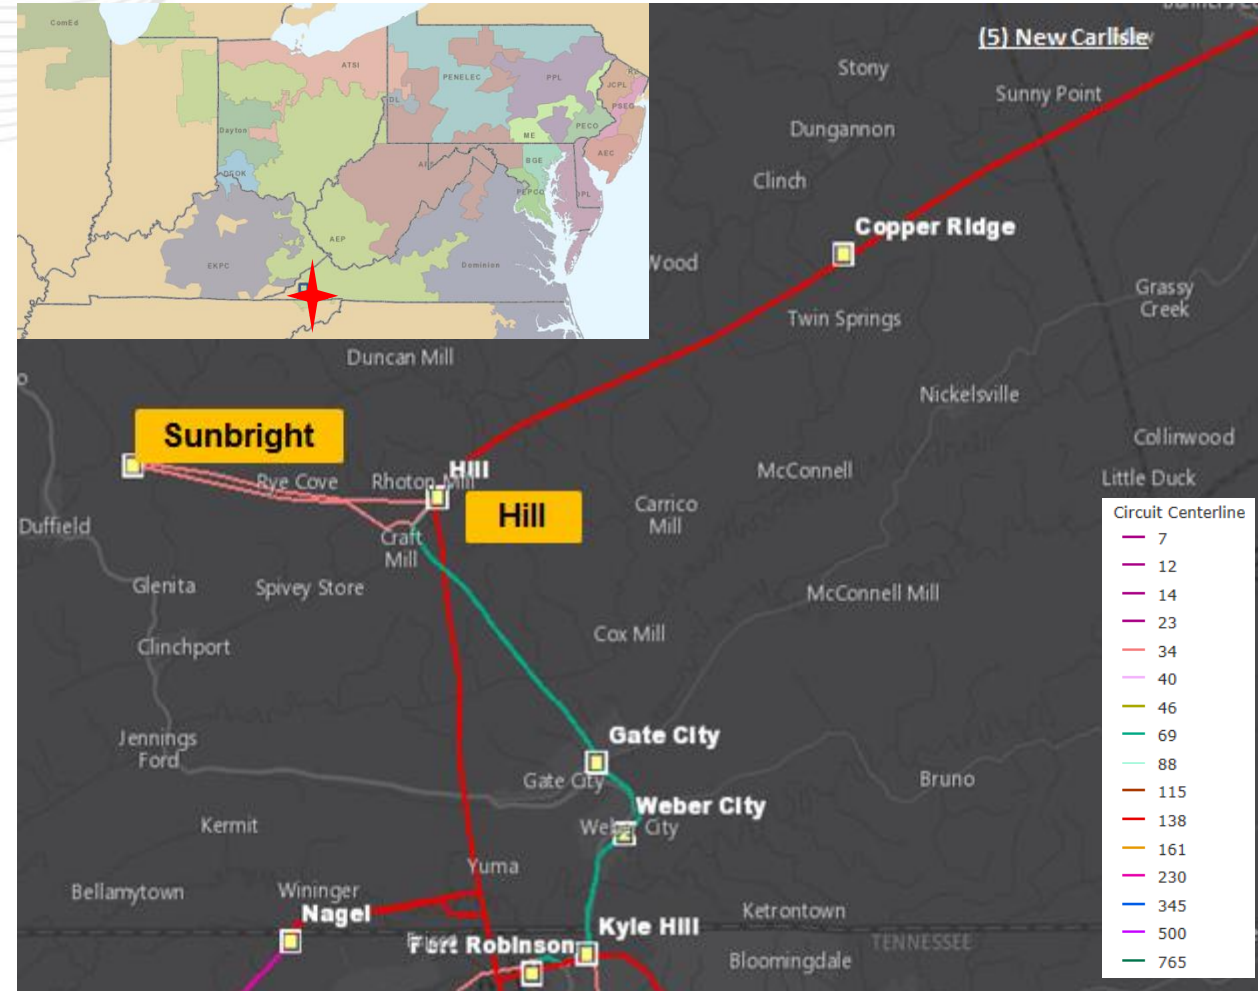 ComEd
ATSI
PENELEC
PPL
JCPL
PSEG
DL
Dayton
ME
PECO
AEC
DEOK
BGE
PEPCO
DPL
AEP
EKPC
Dominion
(5) New Carlisle
Stony
Sunny Point
Dungannon
Clinch
Copper Ridge
Wood
Grassy
Creek
Twin Springs
Duncan Mill
Nickelsville
Sunbright
Collinwood
Hill
McConnell
Rye Cove
Rhoton Mill
Little Duck
Hill
Carrico
Mill
Duffield
Craft
Mill
Glenita
Spivey Store
McConnell Mill
Cox Mill
Clinchport
Jennings
Ford
Gate City
Gate City
Bruno
Weber City
Kermit
Weber City
Yuma
Bellamytown
Wininger
Nagel
Ketrontown
Kyle Hill
Fort Robinson
TENNESSEE
Bloomingdale
Circuit Centerline
7
12
14
23
34
40
46
69
88
115
138
161
230
345
500
765